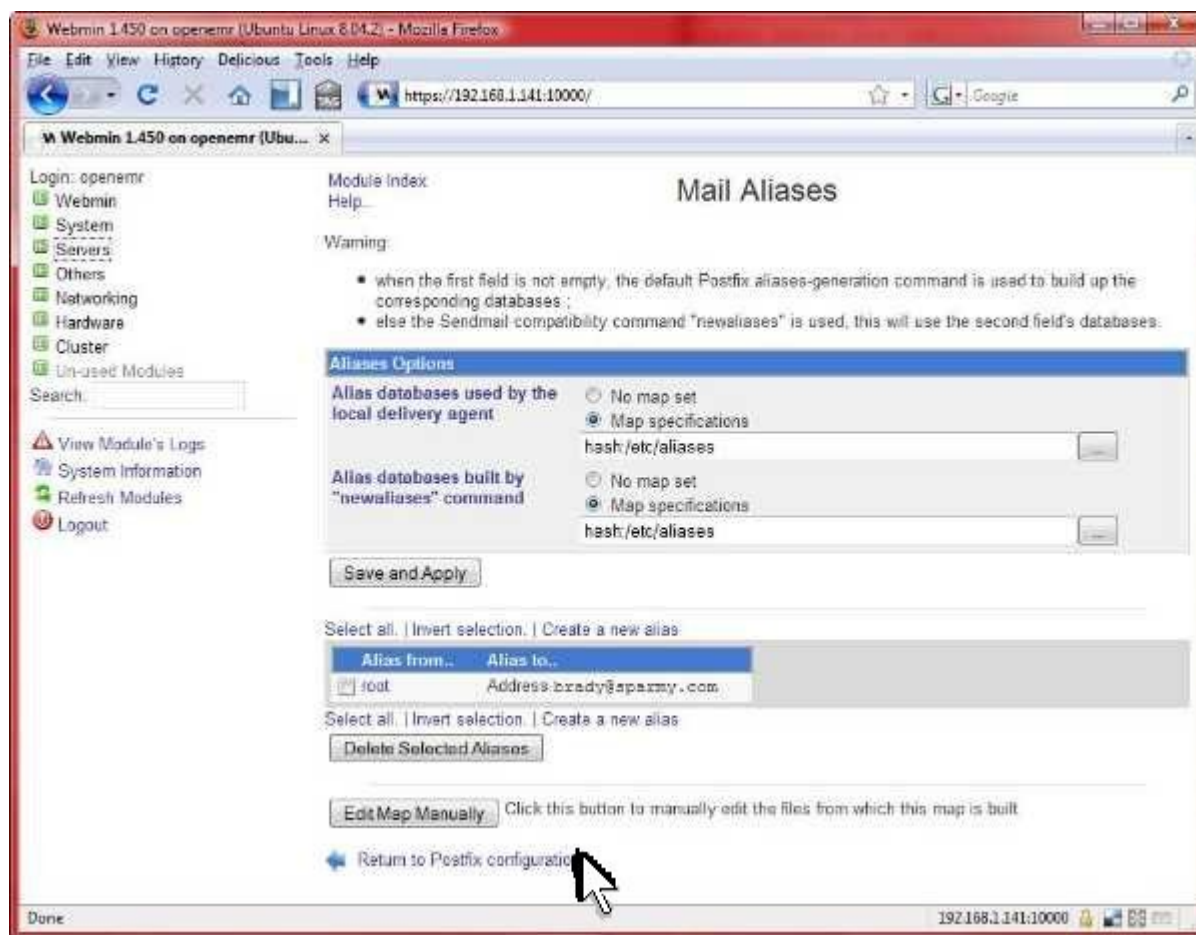 Webmin 1.450 on openemr (Ubuntu Linux 8.04.2) - Mozilla Firefox
File Edit View History Delicious Tools Help
https://192.168.1.141:10000/
Google
Webmin 1.450 on openemr (Ubu...
Login: openemr
Webmin
System
Servers
Others
Networking
Hardware
Cluster
Un-used Modules
Search:
View Module's Logs
System Information
Refresh Modules
Logout
Module Index
Help..
Mail Aliases
Warning
when the first field is not empty, the default Postfix aliases-generation command is used to build up the
corresponding databases ;
else the Sendmail compatibility command "newaliases" is used, this will use the second field's databases.
Aliases Options
Alias databases used by the
local delivery agent
No map set
Map specifications
hash:/etc/aliases
...
Alias databases built by
"newaliases" command
No map set
Map specifications
hash:/etc/aliases
...
Save and Apply
Select all. | Invert selection. | Create a new alias
Alias from.. Alias to..
root Address brady@sparmy.com
Select all. | Invert selection. | Create a new alias
Delete Selected Aliases
Edit Map Manually Click this button to manually edit the files from which this map is built
Return to Postfix configuratio
Done 192.168.1.141:10000